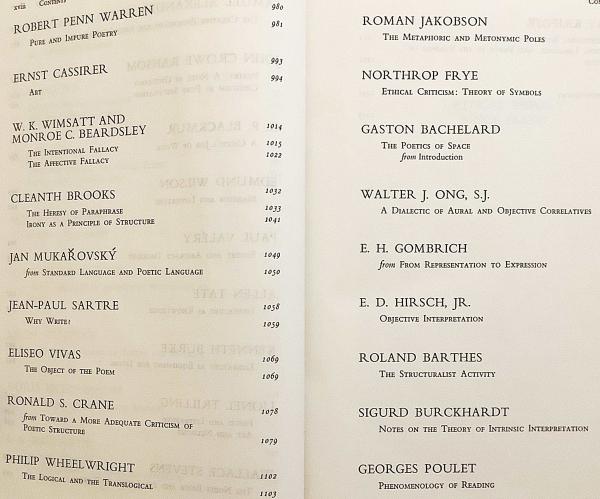 xviii Contents
ROBERT PENN WARREN 980
Pure and Impure Poetry 981
ERNST CASSIRER 993
Art 994
W. K. WIMSATT AND
MONROE C. BEARDSLEY 1014
The Intentional Fallacy 1015
The Affective Fallacy 1022
CLEANTH BROOKS 1032
The Heresy of Paraphrase 1033
Irony as a Principle of Structure 1041
JAN MUKAŘOVSKÝ 1049
from Standard Language and Poetic Language 1050
JEAN-PAUL SARTRE 1058
Why Write? 1059
ELISEO VIVAS 1069
The Object of the Poem 1069
RONALD S. CRANE 1078
from Toward a More Adequate Criticism of
Poetic Structure 1079
PHILIP WHEELWRIGHT 1102
The Logical and the Translogical 1103
ROMAN JAKOBSON
The Metaphoric and Metonymic Poles
NORTHROP FRYE
Ethical Criticism: Theory of Symbols
GASTON BACHELARD
The Poetics of Space
from Introduction
WALTER J. ONG, S.J.
A Dialectic of Aural and Objective Correlatives
E. H. GOMBRICH
from From Representation to Expression
E. D. HIRSCH, JR.
Objective Interpretation
ROLAND BARTHES
The Structuralist Activity
SIGURD BURCKHARDT
Notes on the Theory of Intrinsic Interpretation
GEORGES POULET
Phenomenology of Reading